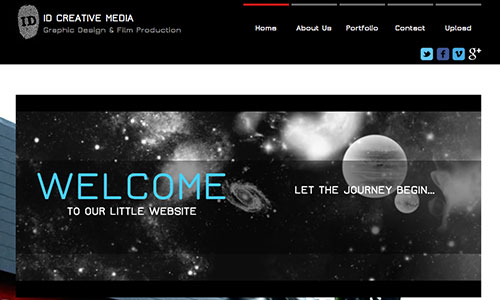 ID
ID CREATIVE MEDIA
Graphic Design & Film Production
Home About Us Portfolio Contact Upload
g+
WELCOME
TO OUR LITTLE WEBSITE
LET THE JOURNEY BEGIN...